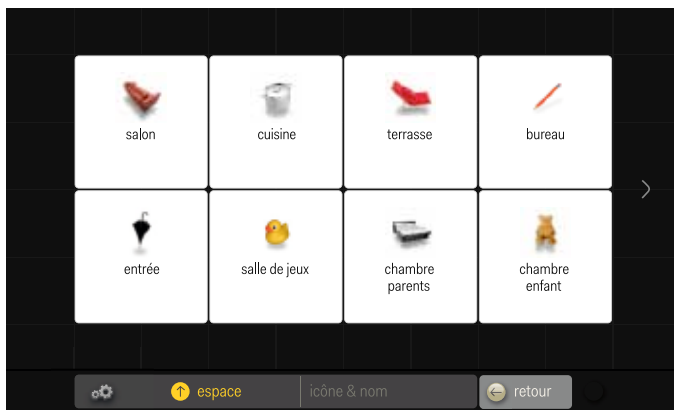 salon
cuisine
terrasse
bureau
entrée
salle de jeux
chambre
parents
chambre
enfant
espace
icône & nom
retour